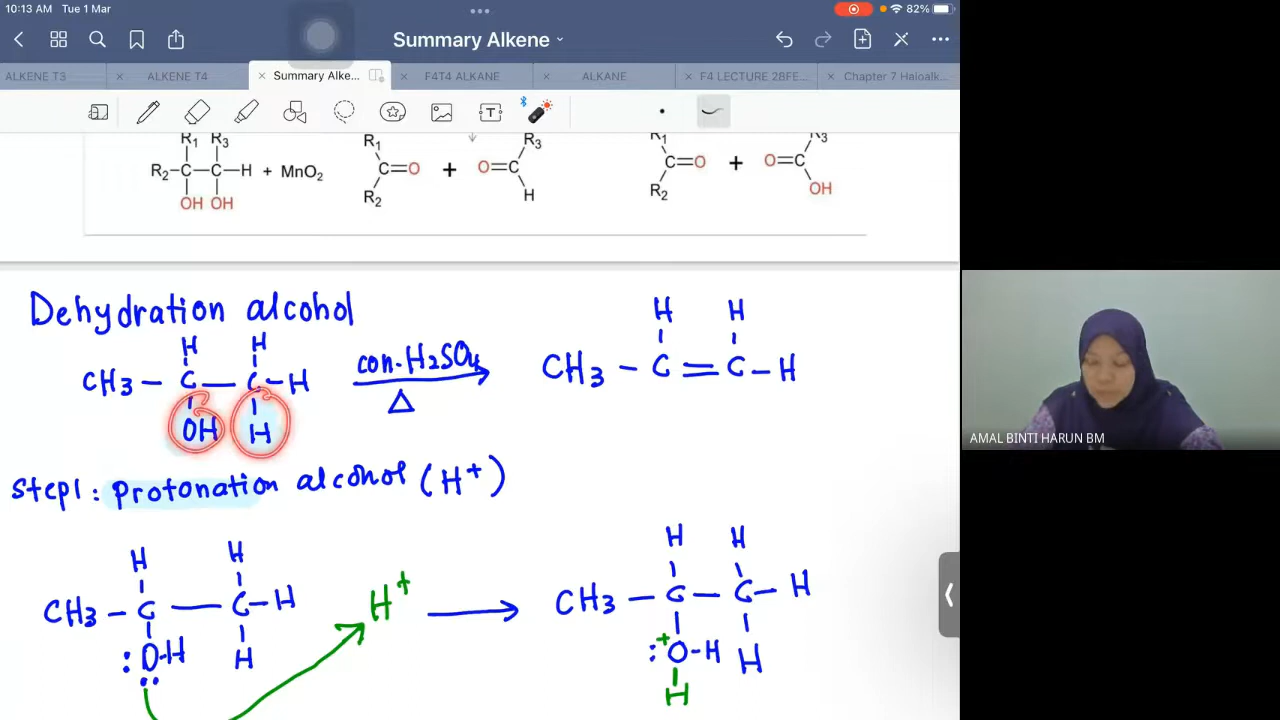 10:13 AM Tue 1 Mar
82%
Summary Alkene
ALKENE T3
ALKENE T4
Summary Alke...
F4T4 ALKANE
ALKANE
F4 LECTURE 28FE...
Chapter 7 Haloalk...
R1 R3
R2-C-C-H + MnO2
OH OH
R1
C=O
R2
+
R3
O=C
H
R1
C=O
R2
+
R3
O=C
OH
Dehydration alcohol
H H
CH3 - C - C - H
OH H
con. H2SO4
Δ
H H
CH3 - C = C - H
Step1 : protonation alcohol (H+)
H H
CH3 - C - C - H
:O-H H
H+
H H
CH3 - C - C - H
:O+-H H
H
AMAL BINTI HARUN BM